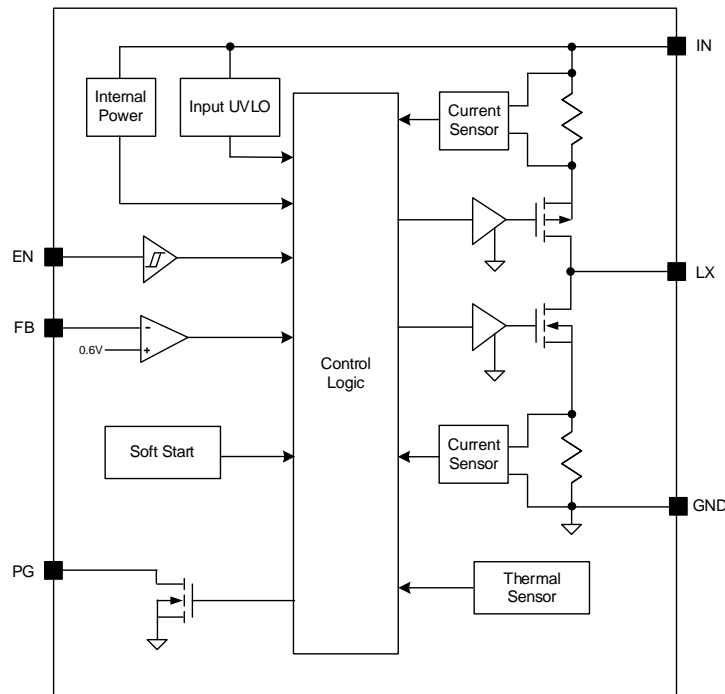 IN
Internal
Power
Input UVLO
Current
Sensor
EN
LX
FB
-
0.6V
+
Control
Logic
Soft Start
Current
Sensor
GND
PG
Thermal
Sensor